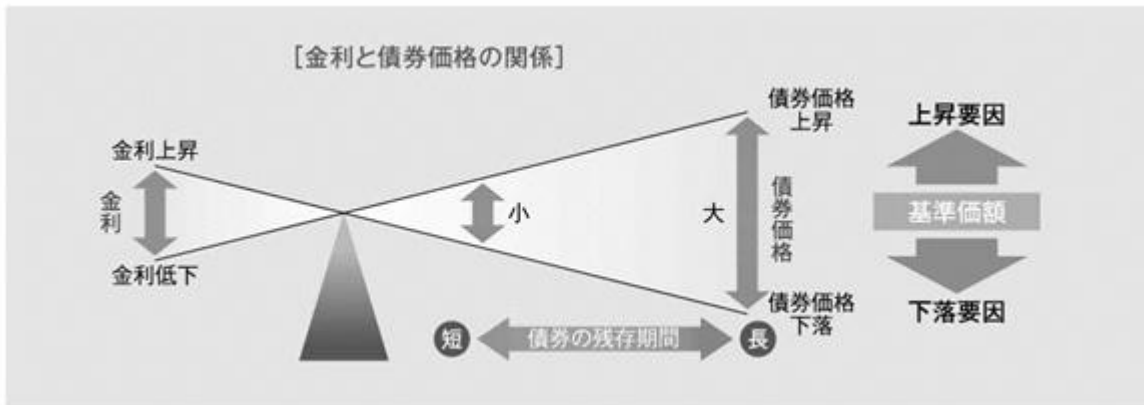 [金利と債券価格の関係]
金利上昇
金利
金利低下
小
大
債券価格
上昇
債券価格
債券価格
下落
短
債券の残存期間
長
上昇要因
基準価額
下落要因